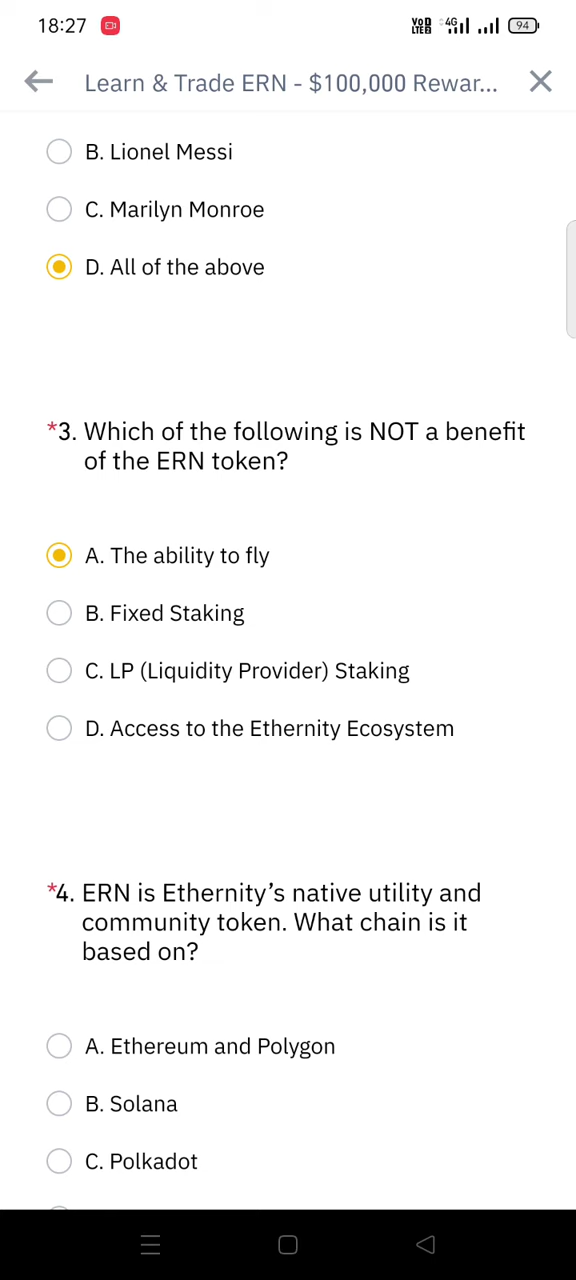 18:27
VoD LTE2 4G 94
Learn & Trade ERN - $100,000 Rewar...
B. Lionel Messi
C. Marilyn Monroe
D. All of the above
*3. Which of the following is NOT a benefit
of the ERN token?
A. The ability to fly
B. Fixed Staking
C. LP (Liquidity Provider) Staking
D. Access to the Ethernity Ecosystem
*4. ERN is Ethernity’s native utility and
community token. What chain is it
based on?
A. Ethereum and Polygon
B. Solana
C. Polkadot